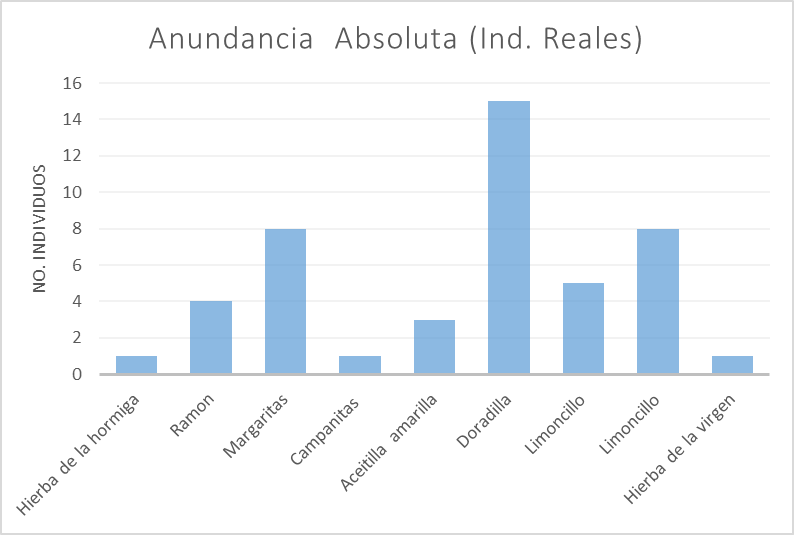 Anundancia Absoluta (Ind. Reales)
16
14
12
10
8
6
4
2
0
NO. INDIVIDUOS
Hierba de la hormiga
Ramon
Margaritas
Campanitas
Aceitilla amarilla
Doradilla
Limoncillo
Limoncillo
Hierba de la virgen